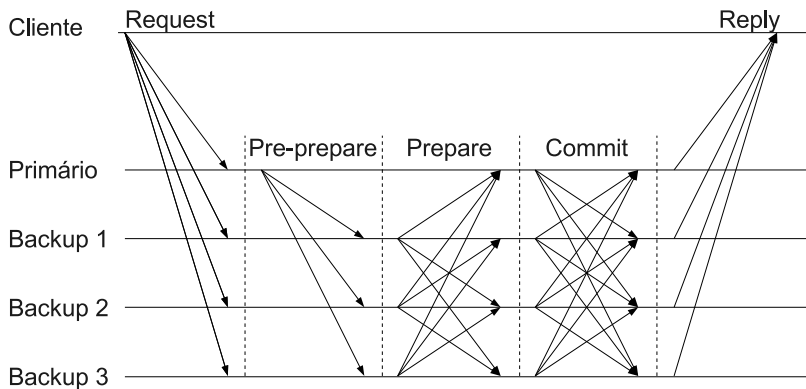 Request
Reply
Cliente
Pre-prepare
Prepare
Commit
Primário
Backup 1
Backup 2
Backup 3